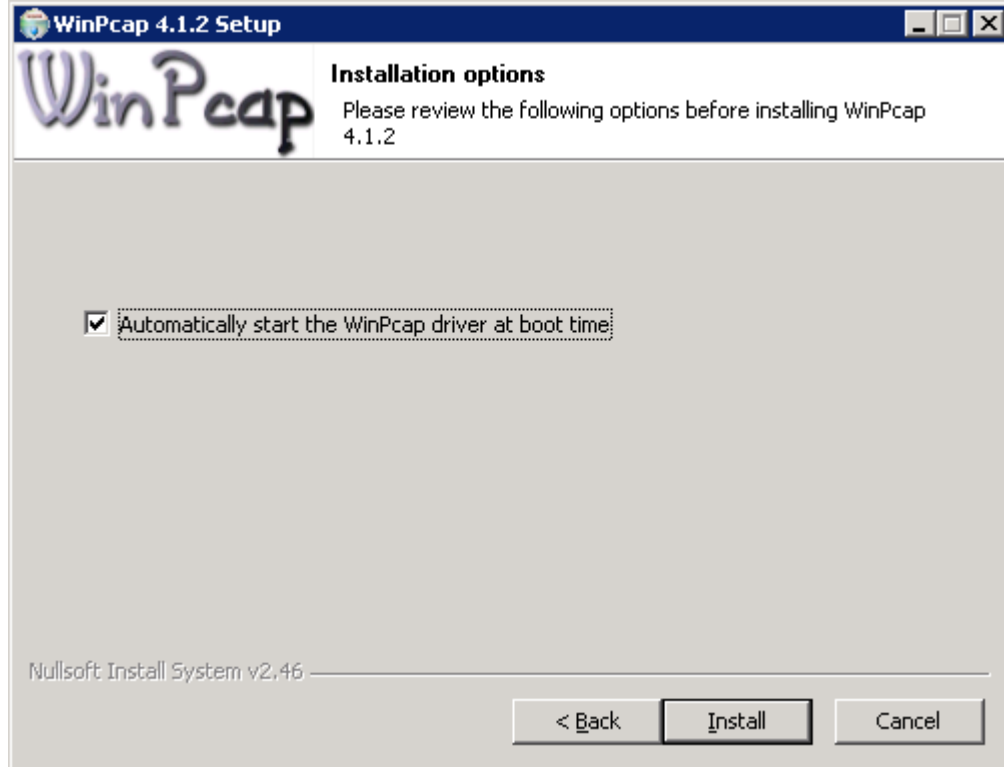 WinPcap 4.1.2 Setup
WinPcap
Installation options
Please review the following options before installing WinPcap
4.1.2
Automatically start the WinPcap driver at boot time
Nullsoft Install System v2.46
< Back
Install
Cancel